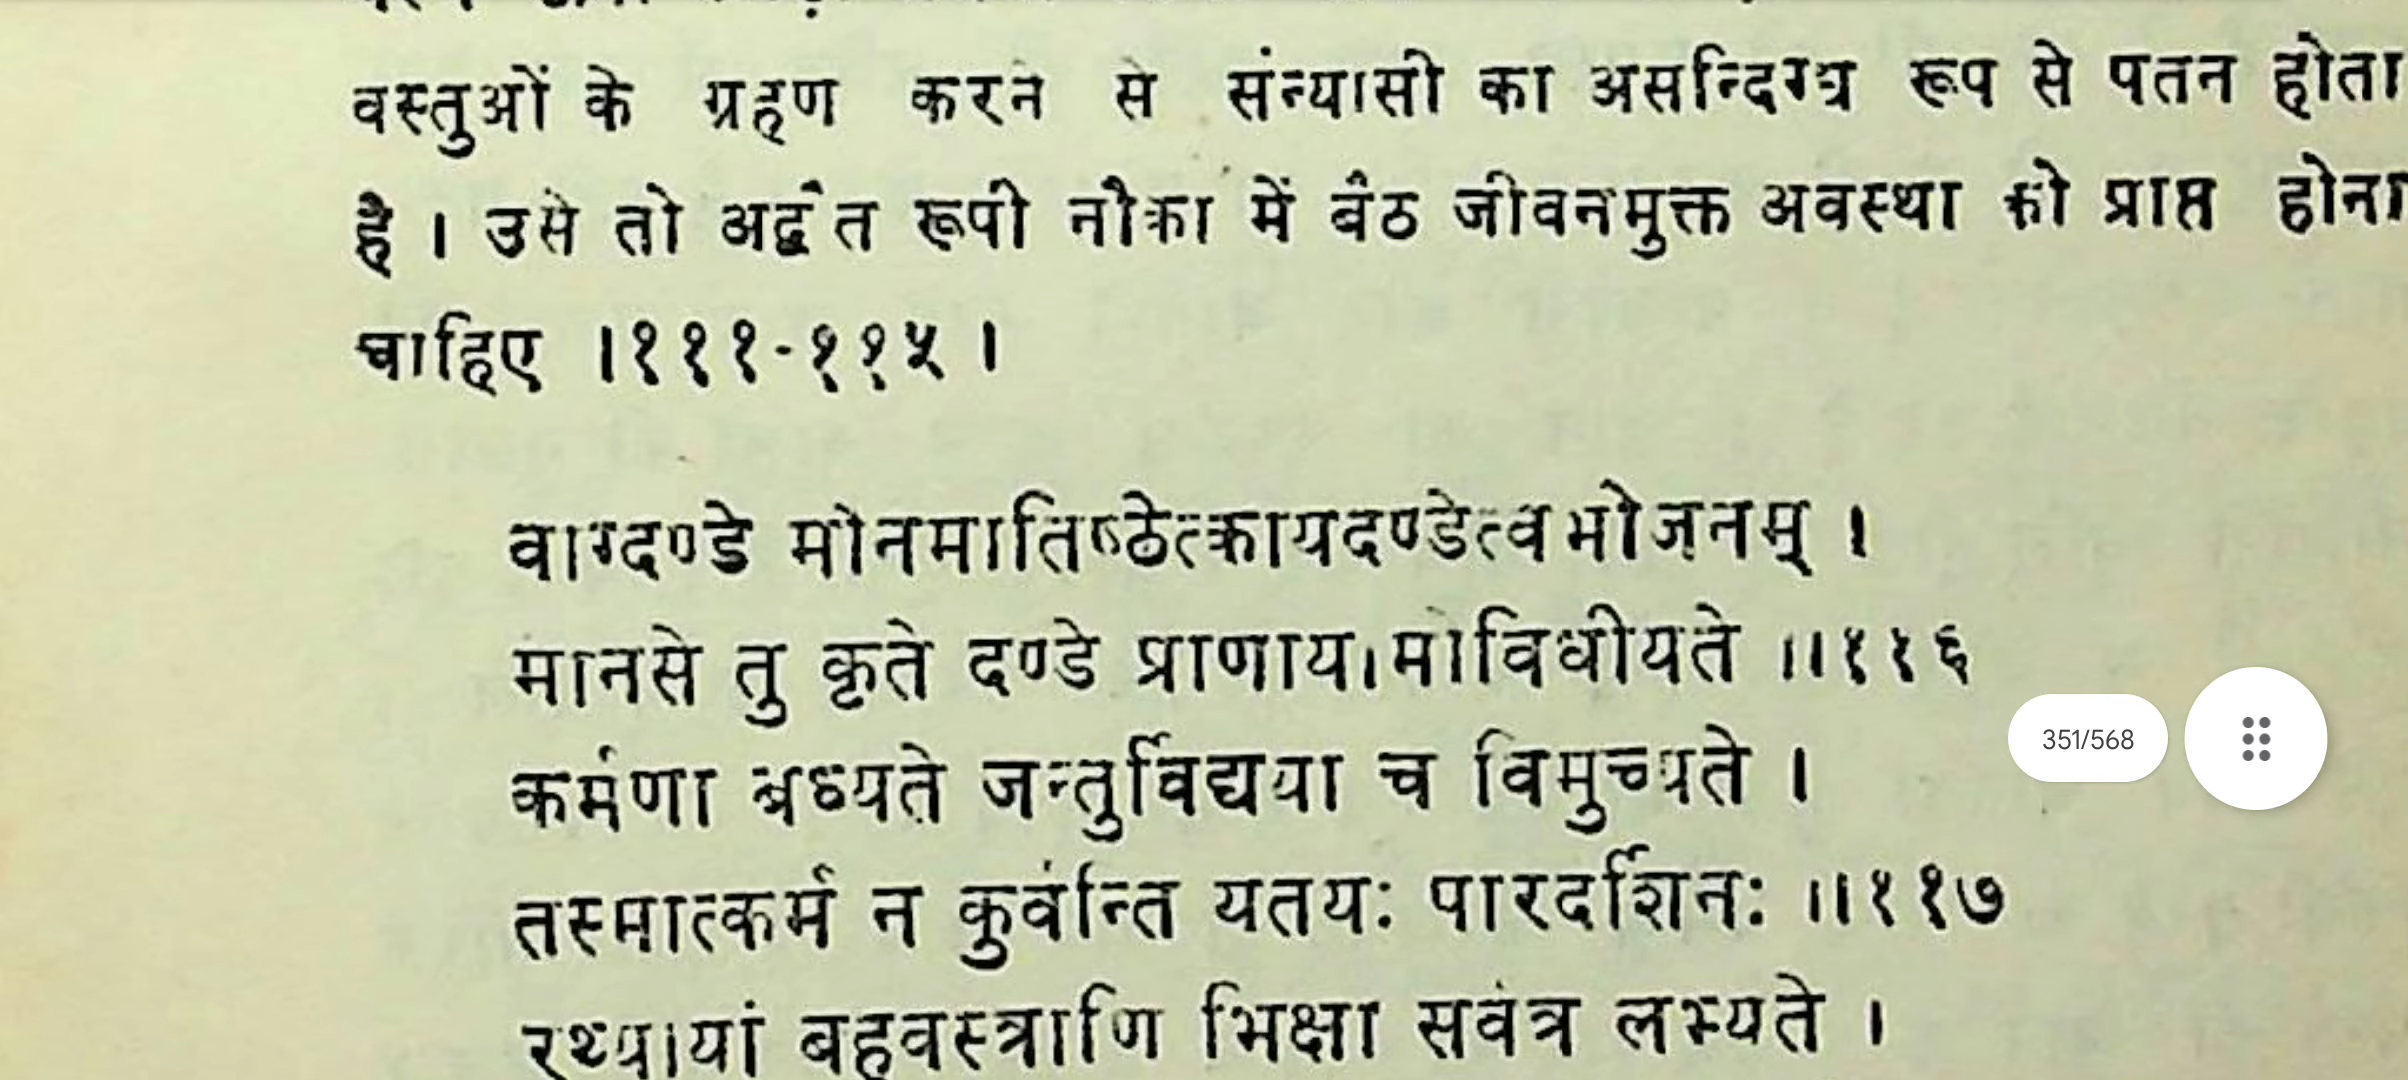 वस्तुओं के ग्रहण करने से संन्यासी का असन्दिग्ध रूप से पतन होता
है । उसे तो अद्वैत रूपी नौका में बैठ जीवनमुक्त अवस्था को प्राप्त होना
चाहिए ।१११-११५ ।
वाग्दण्डे मौनमातिष्ठेत्कायदण्डेत्वभोजनम् ।
मानसे तु कृते दण्डे प्राणायामोविधीयते ।।११६
351/568
कर्मणा बध्यते जन्तुर्विद्यया च विमुच्यते ।
तस्मात्कर्म न कुर्वन्ति यतयः पारदर्शिनः ।।११७
रथ्यायां बहुवस्त्राणि भिक्षा सर्वत्र लभ्यते ।